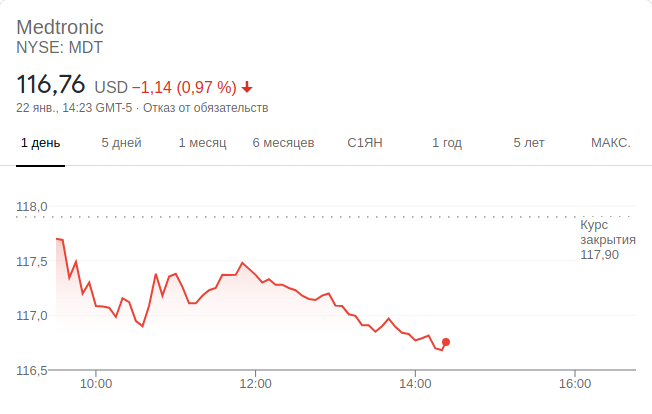 Medtronic
NYSE: MDT
116,76 USD −1,14 (0,97 %)
22 янв., 14:23 GMT-5 · Отказ от обязательств
1 день 5 дней 1 месяц 6 месяцев С1ЯН 1 год 5 лет МАКС.
118,0
Курс
закрытия
117,90
117,5
117,0
116,5
10:00 12:00 14:00 16:00